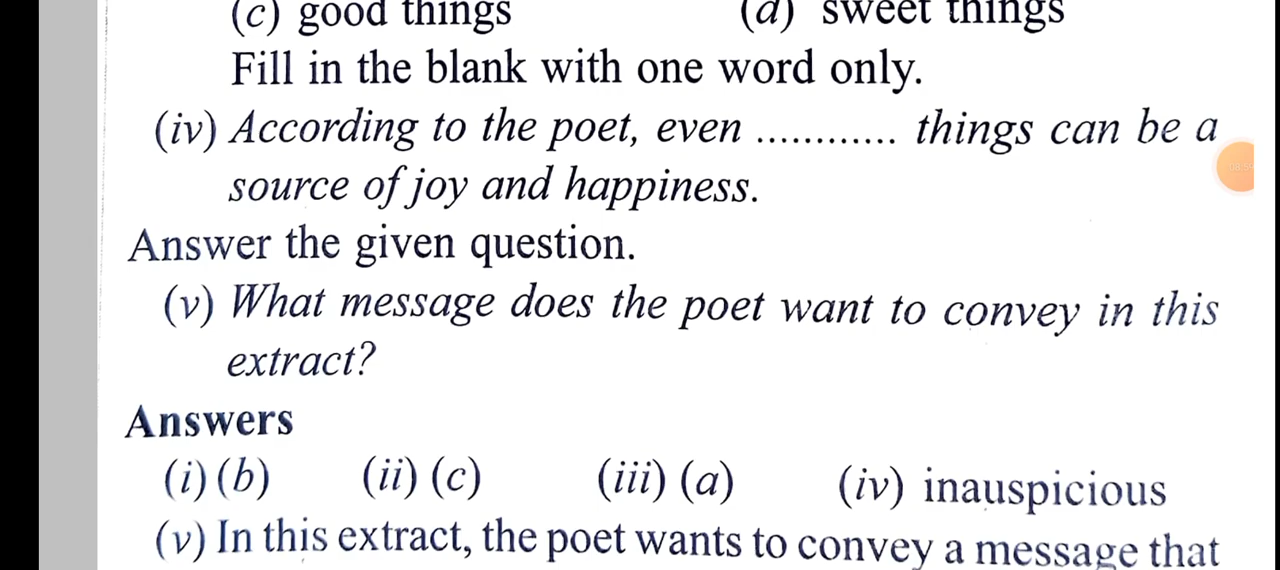 (c) good things (d) sweet things
Fill in the blank with one word only.
(iv) According to the poet, even ............ things can be a
source of joy and happiness.
Answer the given question.
(v) What message does the poet want to convey in this
extract?
Answers
(i) (b) (ii) (c) (iii) (a) (iv) inauspicious
(v) In this extract, the poet wants to convey a message that